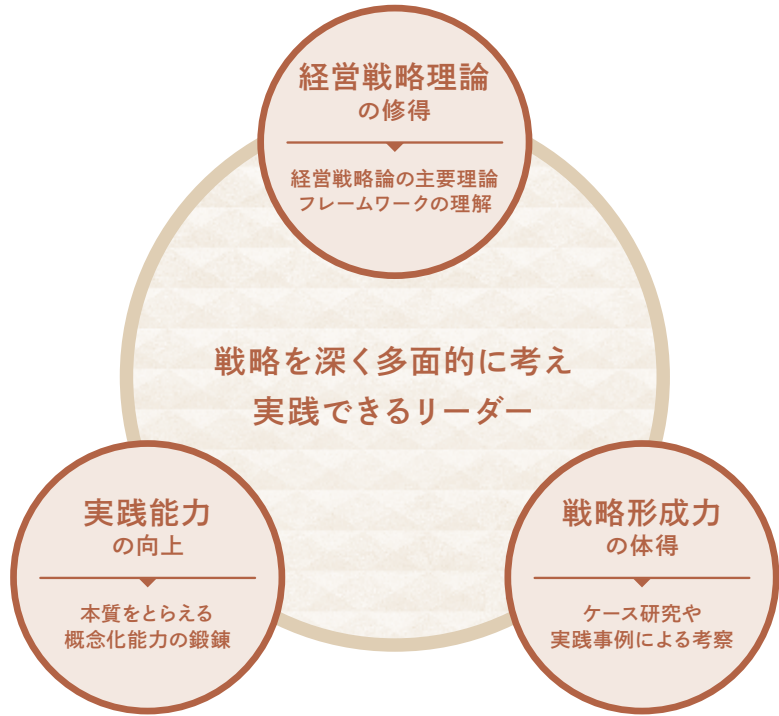 経営戦略理論
の修得
経営戦略論の主要理論
フレームワークの理解
戦略を深く多面的に考え
実践できるリーダー
実践能力
の向上
本質をとらえる
概念化能力の鍛錬
戦略形成力
の体得
ケース研究や
実践事例による考察